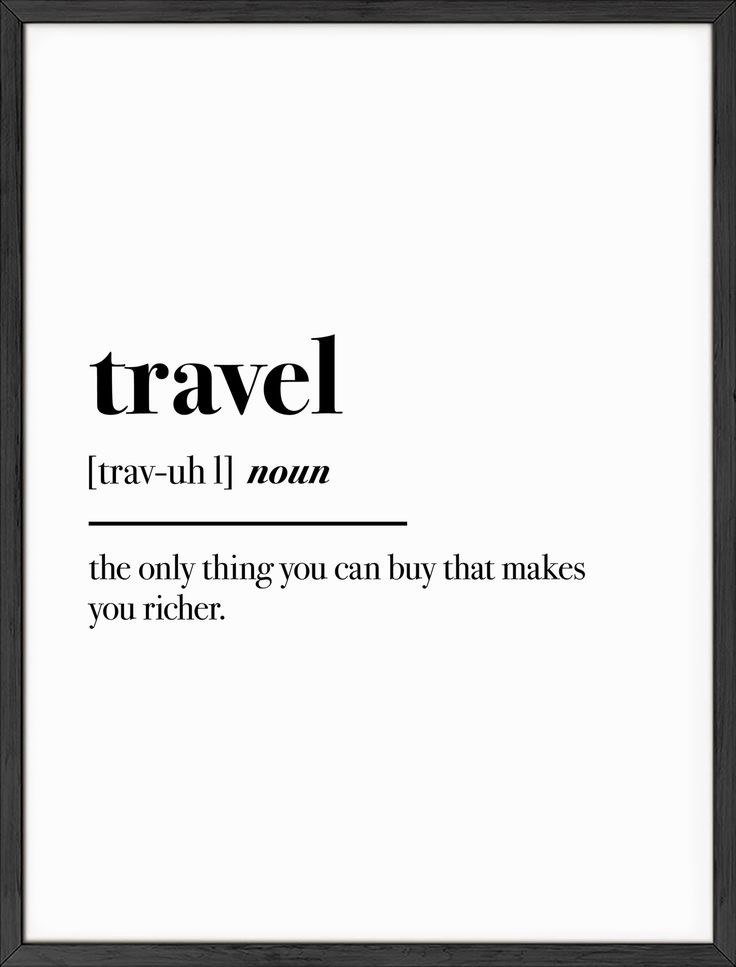 travel
[trav-uh l] noun
the only thing you can buy that makes
you richer.